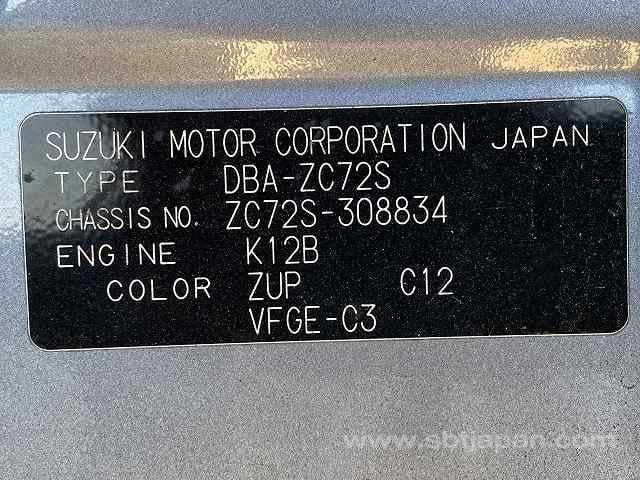 SUZUKI MOTOR CORPORATION JAPAN
TYPE DBA-ZC72S
CHASSIS NO. ZC72S-308834
ENGINE K12B
COLOR ZUP C12
VFGE-C3
www.sbtjapan.com